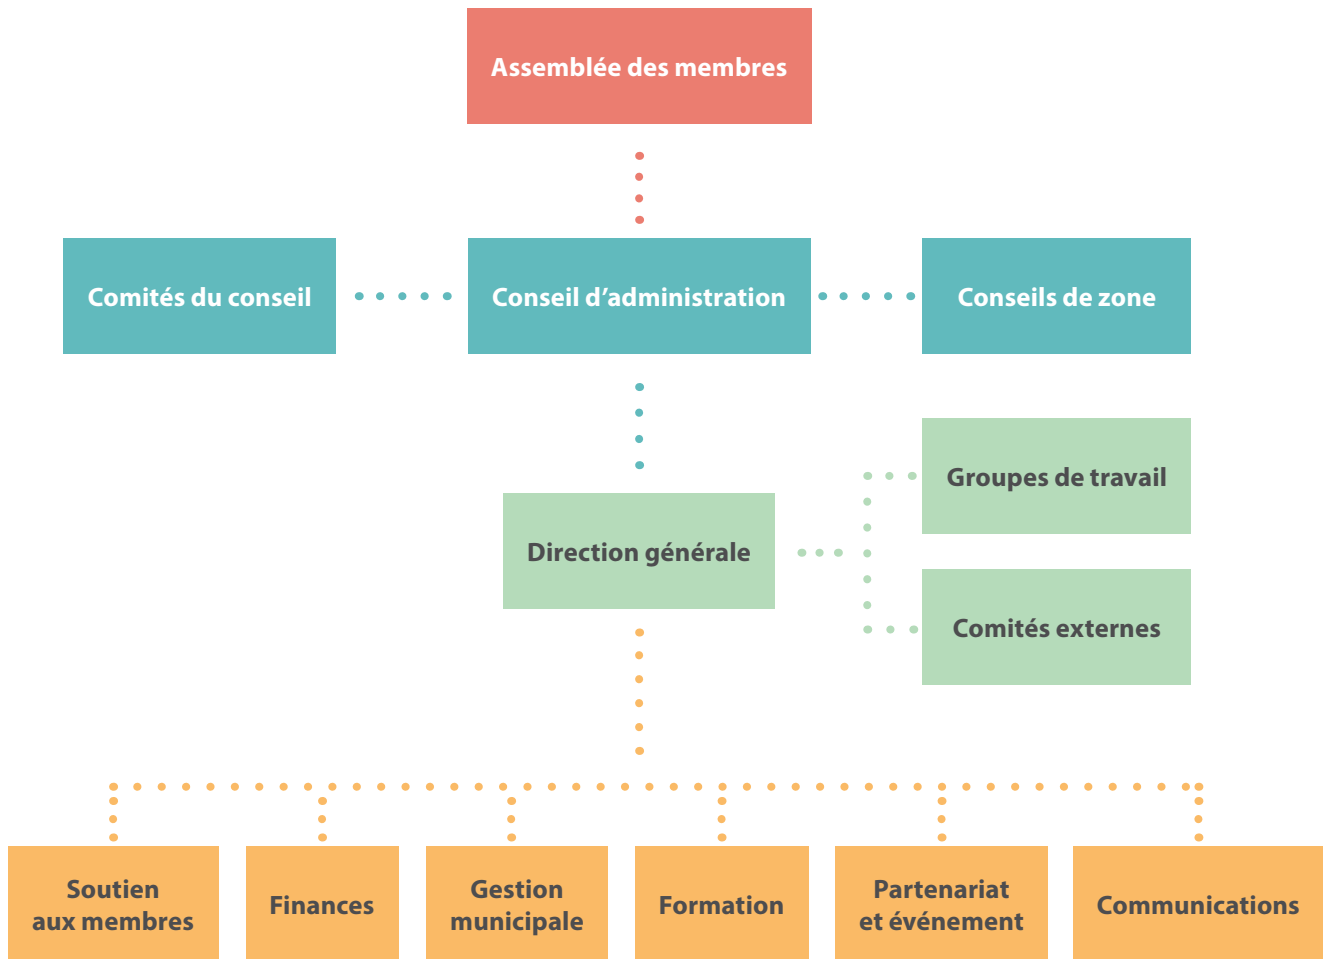 Assemblée des membres
Comités du conseil
Conseil d’administration
Conseils de zone
Groupes de travail
Direction générale
Comités externes
Soutien
aux membres
Finances
Gestion
municipale
Formation
Partenariat
et événement
Communications